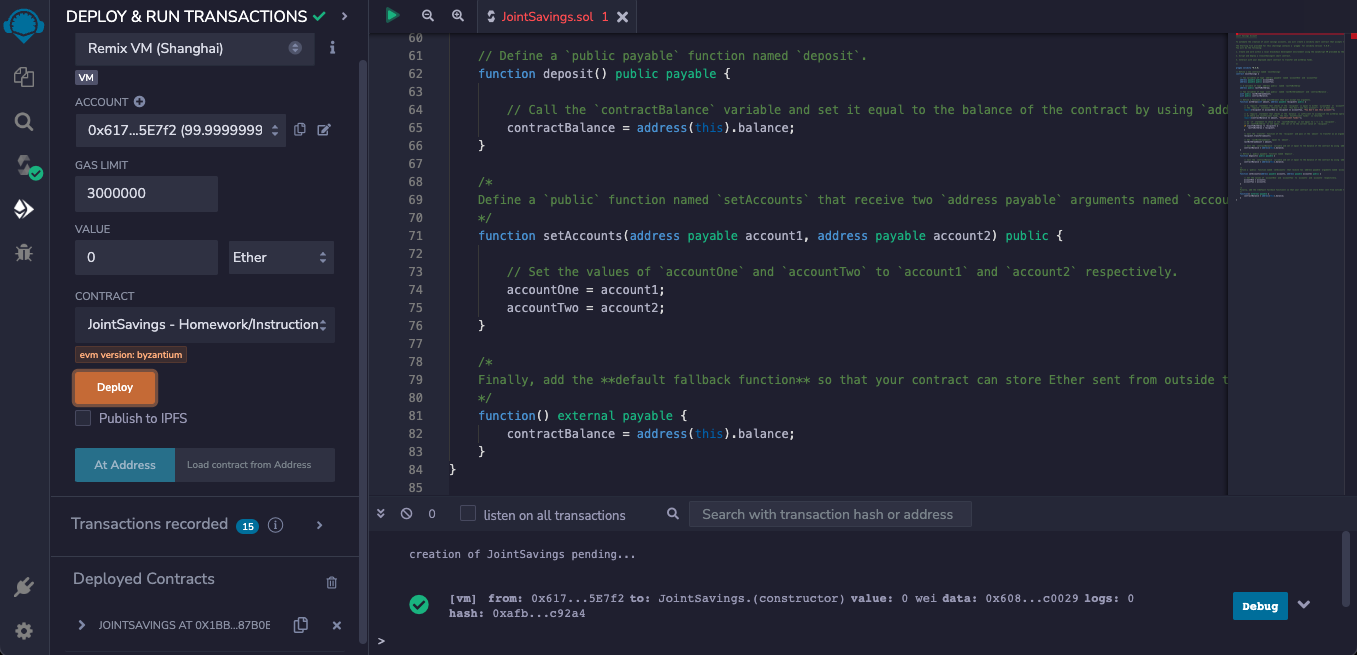 DEPLOY & RUN TRANSACTIONS
Remix VM (Shanghai)
VM
ACCOUNT
0x617...5E7f2 (99.9999999
GAS LIMIT
3000000
VALUE
0
Ether
CONTRACT
JointSavings - Homework/Instruction
evm version: byzantium
Deploy
Publish to IPFS
At Address
Load contract from Address
Transactions recorded 15 i
Deployed Contracts
JOINTSAVINGS AT 0X1BB...87B0E
JointSavings.sol 1
60
61 // Define a `public payable` function named `deposit`.
62 function deposit() public payable {
63
64 // Call the `contractBalance` variable and set it equal to the balance of the contract by using `add
65 contractBalance = address(this).balance;
66 }
67
68 /*
69 Define a `public` function named `setAccounts` that receive two `address payable` arguments named `accou
70 */
71 function setAccounts(address payable account1, address payable account2) public {
72
73 // Set the values of `accountOne` and `accountTwo` to `account1` and `account2` respectively.
74 accountOne = account1;
75 accountTwo = account2;
76 }
77
78 /*
79 Finally, add the **default fallback function** so that your contract can store Ether sent from outside t
80 */
81 function() external payable {
82 contractBalance = address(this).balance;
83 }
84 }
85
0 listen on all transactions
Search with transaction hash or address
creation of JointSavings pending...
[vm] from: 0x617...5E7f2 to: JointSavings.(constructor) value: 0 wei data: 0x608...c0029 logs: 0
hash: 0xafb...c92a4
Debug
>